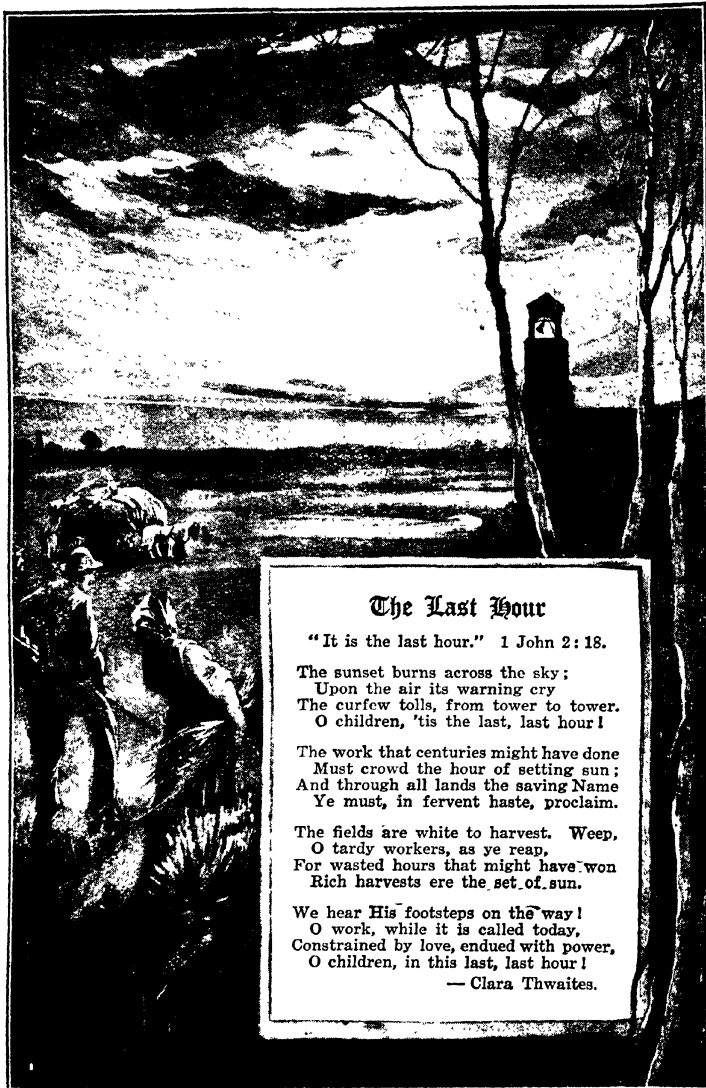 The Last Hour
"It is the last hour." 1 John 2:18.
The sunset burns across the sky;
Upon the air its warning cry
The curfew tolls, from tower to tower.
O children, 'tis the last, last hour!
The work that centuries might have done
Must crowd the hour of setting sun;
And through all lands the saving Name
Ye must, in fervent haste, proclaim.
The fields are white to harvest. Weep,
O tardy workers, as ye reap,
For wasted hours that might have won
Rich harvests ere the set of sun.
We hear His footsteps on the way!
O work, while it is called today,
Constrained by love, endued with power,
O children, in this last, last hour!
— Clara Thwaites.